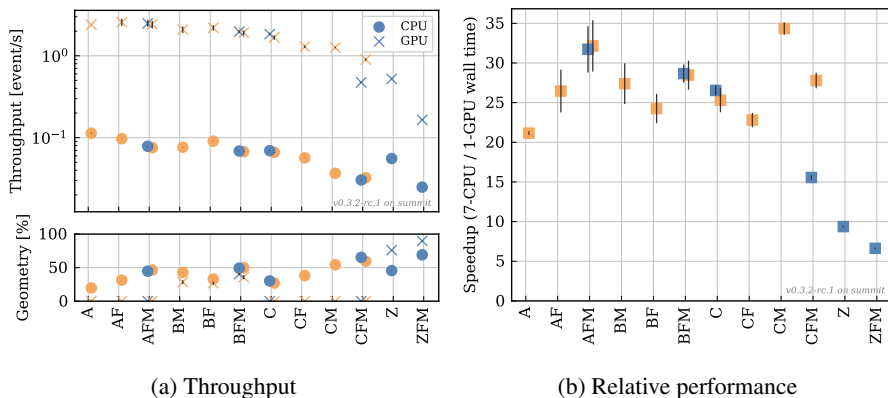 Throughput [event/s]
10⁰
10⁻¹
CPU
GPU
v0.3.2-rc.1 on summit
Geometry [%]
100
50
0
A
AF
AFM
BM
BF
BFM
C
CF
CM
CFM
Z
ZFM
(a) Throughput
Speedup (7-CPU / 1-GPU wall time)
35
30
25
20
15
10
5
0
v0.3.2-rc.1 on summit
A
AF
AFM
BM
BF
BFM
C
CF
CM
CFM
Z
ZFM
(b) Relative performance